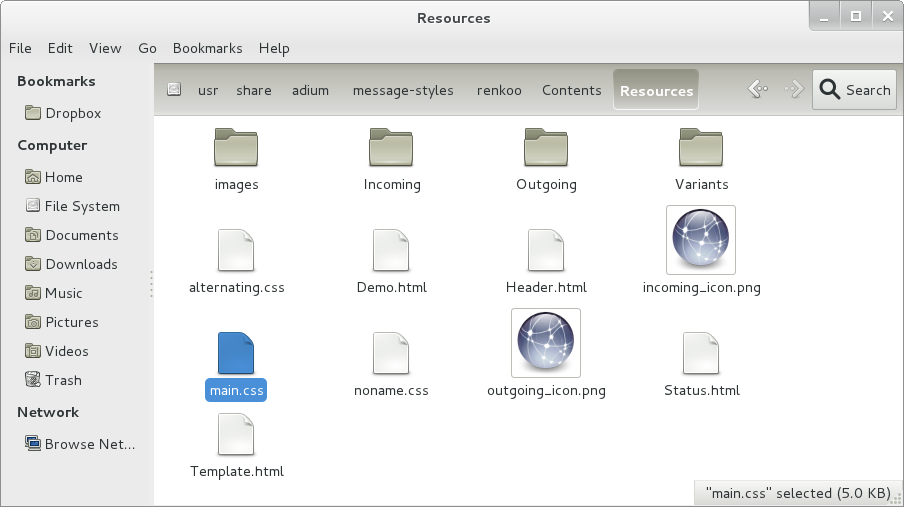 Resources
File Edit View Go Bookmarks Help
Bookmarks
Dropbox
Computer
Home
File System
Documents
Downloads
Music
Pictures
Videos
Trash
Network
Browse Net...
usr share adium message-styles renkoo Contents Resources Search
images Incoming Outgoing Variants
alternating.css Demo.html Header.html incoming_icon.png
main.css noname.css outgoing_icon.png Status.html
Template.html
"main.css" selected (5.0 KB)